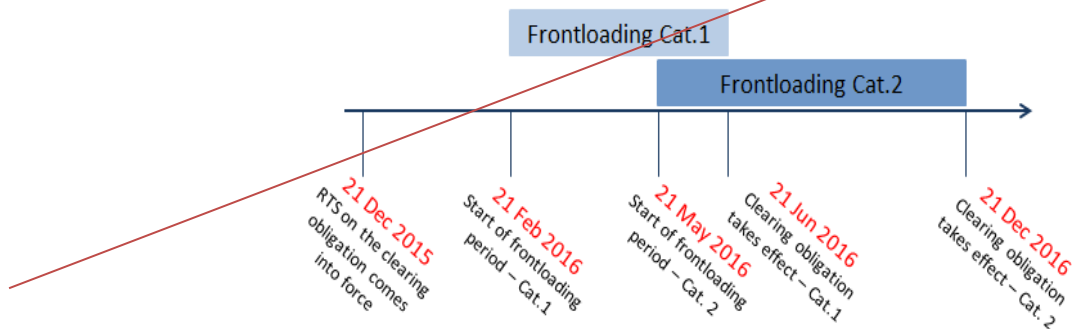 Frontloading Cat.1
Frontloading Cat.2
21 Dec 2015
RTS on the clearing
obligation comes
into force
21 Feb 2016
Start of frontloading
period – Cat.1
21 May 2016
Start of frontloading
period – Cat. 2
21 Jun 2016
Clearing obligation
takes effect – Cat.1
21 Dec 2016
Clearing obligation
takes effect – Cat. 2